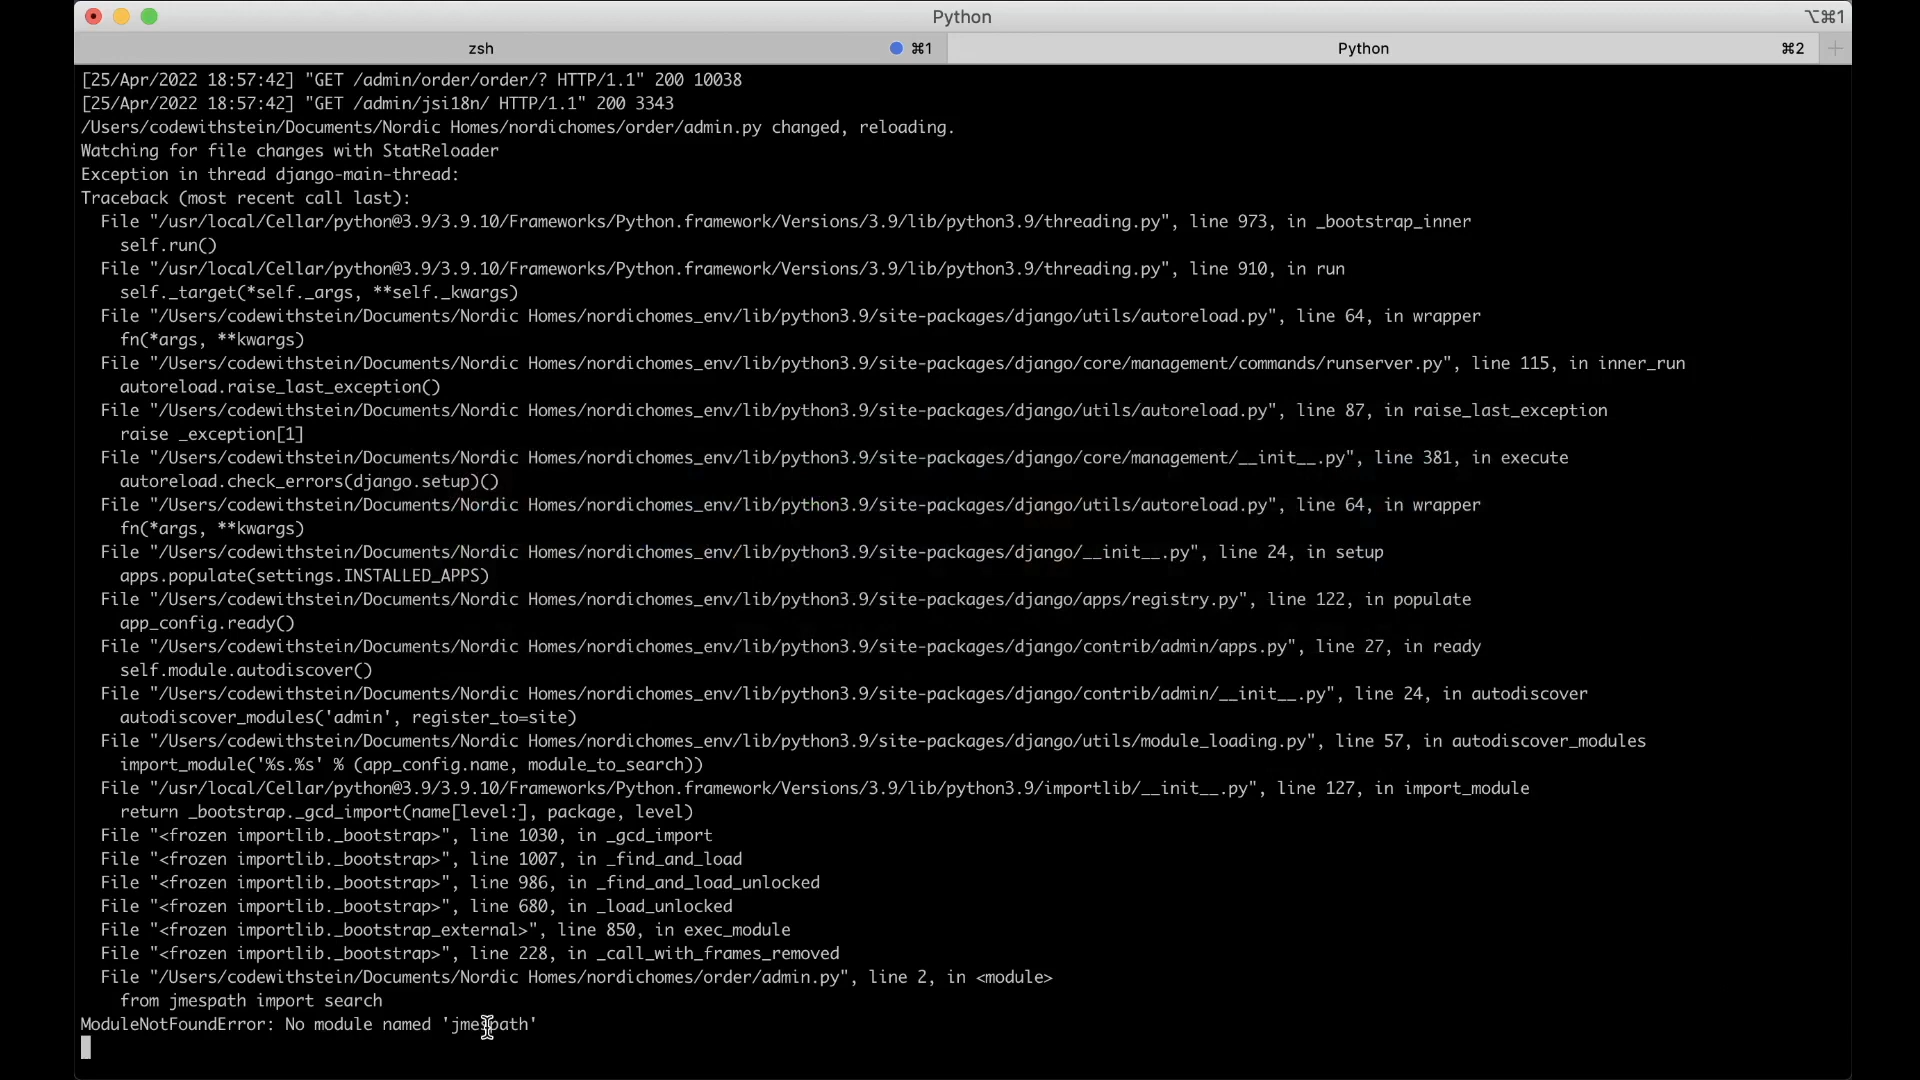 Python
⌥⌘1
zsh
⌘1
Python
⌘2
[25/Apr/2022 18:57:42] "GET /admin/order/order/? HTTP/1.1" 200 10038
[25/Apr/2022 18:57:42] "GET /admin/jsi18n/ HTTP/1.1" 200 3343
/Users/codewithstein/Documents/Nordic Homes/nordichomes/order/admin.py changed, reloading.
Watching for file changes with StatReloader
Exception in thread django-main-thread:
Traceback (most recent call last):
  File "/usr/local/Cellar/python@3.9/3.9.10/Frameworks/Python.framework/Versions/3.9/lib/python3.9/threading.py", line 973, in _bootstrap_inner
    self.run()
  File "/usr/local/Cellar/python@3.9/3.9.10/Frameworks/Python.framework/Versions/3.9/lib/python3.9/threading.py", line 910, in run
    self._target(*self._args, **self._kwargs)
  File "/Users/codewithstein/Documents/Nordic Homes/nordichomes_env/lib/python3.9/site-packages/django/utils/autoreload.py", line 64, in wrapper
    fn(*args, **kwargs)
  File "/Users/codewithstein/Documents/Nordic Homes/nordichomes_env/lib/python3.9/site-packages/django/core/management/commands/runserver.py", line 115, in inner_run
    autoreload.raise_last_exception()
  File "/Users/codewithstein/Documents/Nordic Homes/nordichomes_env/lib/python3.9/site-packages/django/utils/autoreload.py", line 87, in raise_last_exception
    raise _exception[1]
  File "/Users/codewithstein/Documents/Nordic Homes/nordichomes_env/lib/python3.9/site-packages/django/core/management/__init__.py", line 381, in execute
    autoreload.check_errors(django.setup)()
  File "/Users/codewithstein/Documents/Nordic Homes/nordichomes_env/lib/python3.9/site-packages/django/utils/autoreload.py", line 64, in wrapper
    fn(*args, **kwargs)
  File "/Users/codewithstein/Documents/Nordic Homes/nordichomes_env/lib/python3.9/site-packages/django/__init__.py", line 24, in setup
    apps.populate(settings.INSTALLED_APPS)
  File "/Users/codewithstein/Documents/Nordic Homes/nordichomes_env/lib/python3.9/site-packages/django/apps/registry.py", line 122, in populate
    app_config.ready()
  File "/Users/codewithstein/Documents/Nordic Homes/nordichomes_env/lib/python3.9/site-packages/django/contrib/admin/apps.py", line 27, in ready
    self.module.autodiscover()
  File "/Users/codewithstein/Documents/Nordic Homes/nordichomes_env/lib/python3.9/site-packages/django/contrib/admin/__init__.py", line 24, in autodiscover
    autodiscover_modules('admin', register_to=site)
  File "/Users/codewithstein/Documents/Nordic Homes/nordichomes_env/lib/python3.9/site-packages/django/utils/module_loading.py", line 57, in autodiscover_modules
    import_module('%s.%s' % (app_config.name, module_to_search))
  File "/usr/local/Cellar/python@3.9/3.9.10/Frameworks/Python.framework/Versions/3.9/lib/python3.9/importlib/__init__.py", line 127, in import_module
    return _bootstrap._gcd_import(name[level:], package, level)
  File "<frozen importlib._bootstrap>", line 1030, in _gcd_import
  File "<frozen importlib._bootstrap>", line 1007, in _find_and_load
  File "<frozen importlib._bootstrap>", line 986, in _find_and_load_unlocked
  File "<frozen importlib._bootstrap>", line 680, in _load_unlocked
  File "<frozen importlib._bootstrap_external>", line 850, in exec_module
  File "<frozen importlib._bootstrap>", line 228, in _call_with_frames_removed
  File "/Users/codewithstein/Documents/Nordic Homes/nordichomes/order/admin.py", line 2, in <module>
    from jmespath import search
ModuleNotFoundError: No module named 'jmespath'